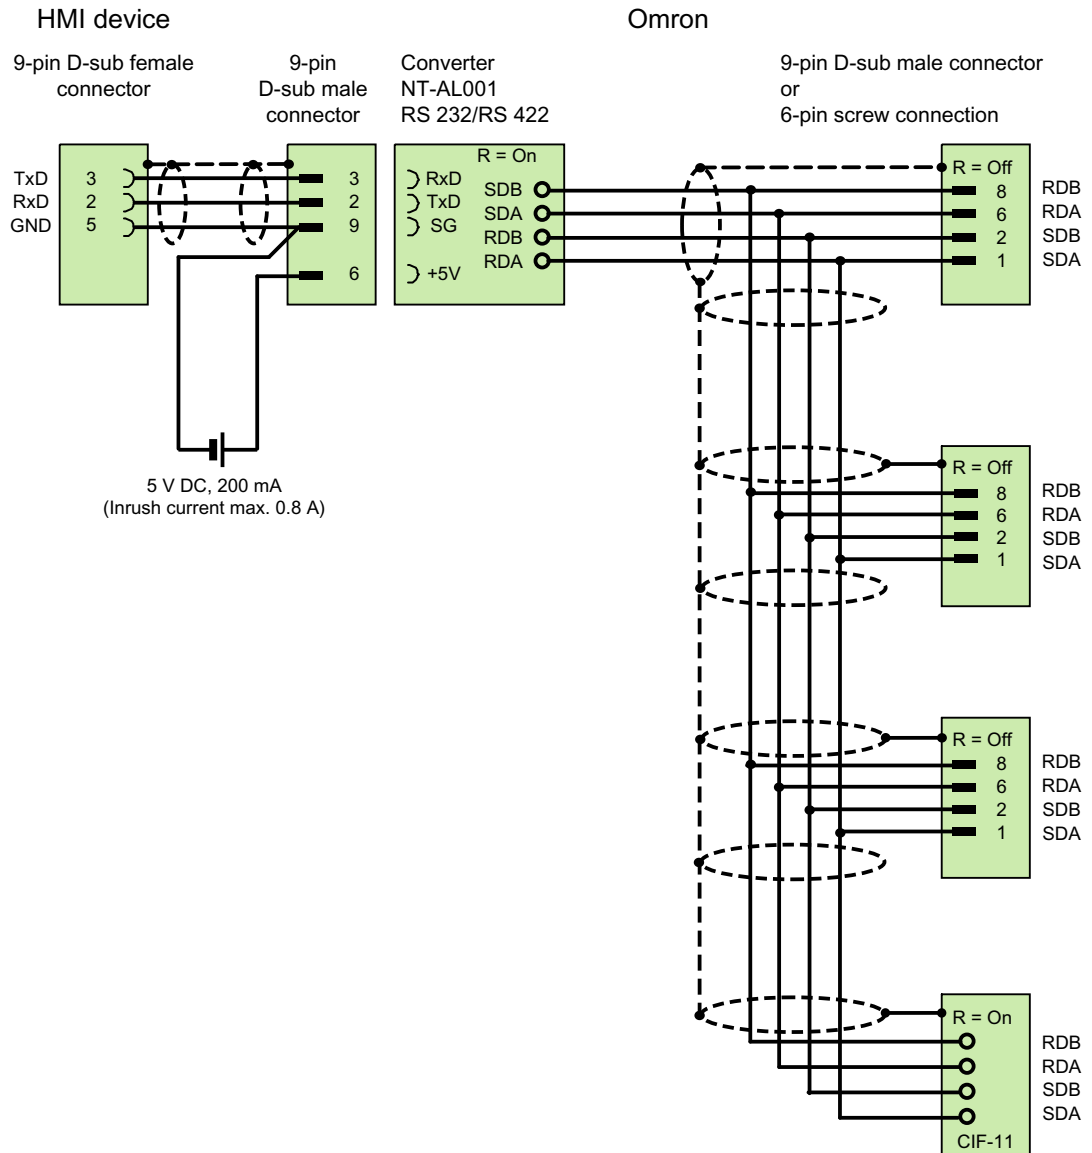 HMI device
Omron
9-pin D-sub female
connector
9-pin
D-sub male
connector
Converter
NT-AL001
RS 232/RS 422
9-pin D-sub male connector
or
6-pin screw connection
TxD 3
RxD 2
GND 5
3
2
9
6
R = On
RxD
TxD
SG
+5V
SDB
SDA
RDB
RDA
R = Off
8 RDB
6 RDA
2 SDB
1 SDA
5 V DC, 200 mA
(Inrush current max. 0.8 A)
R = Off
8 RDB
6 RDA
2 SDB
1 SDA
R = Off
8 RDB
6 RDA
2 SDB
1 SDA
R = On
RDB
RDA
SDB
SDA
CIF-11